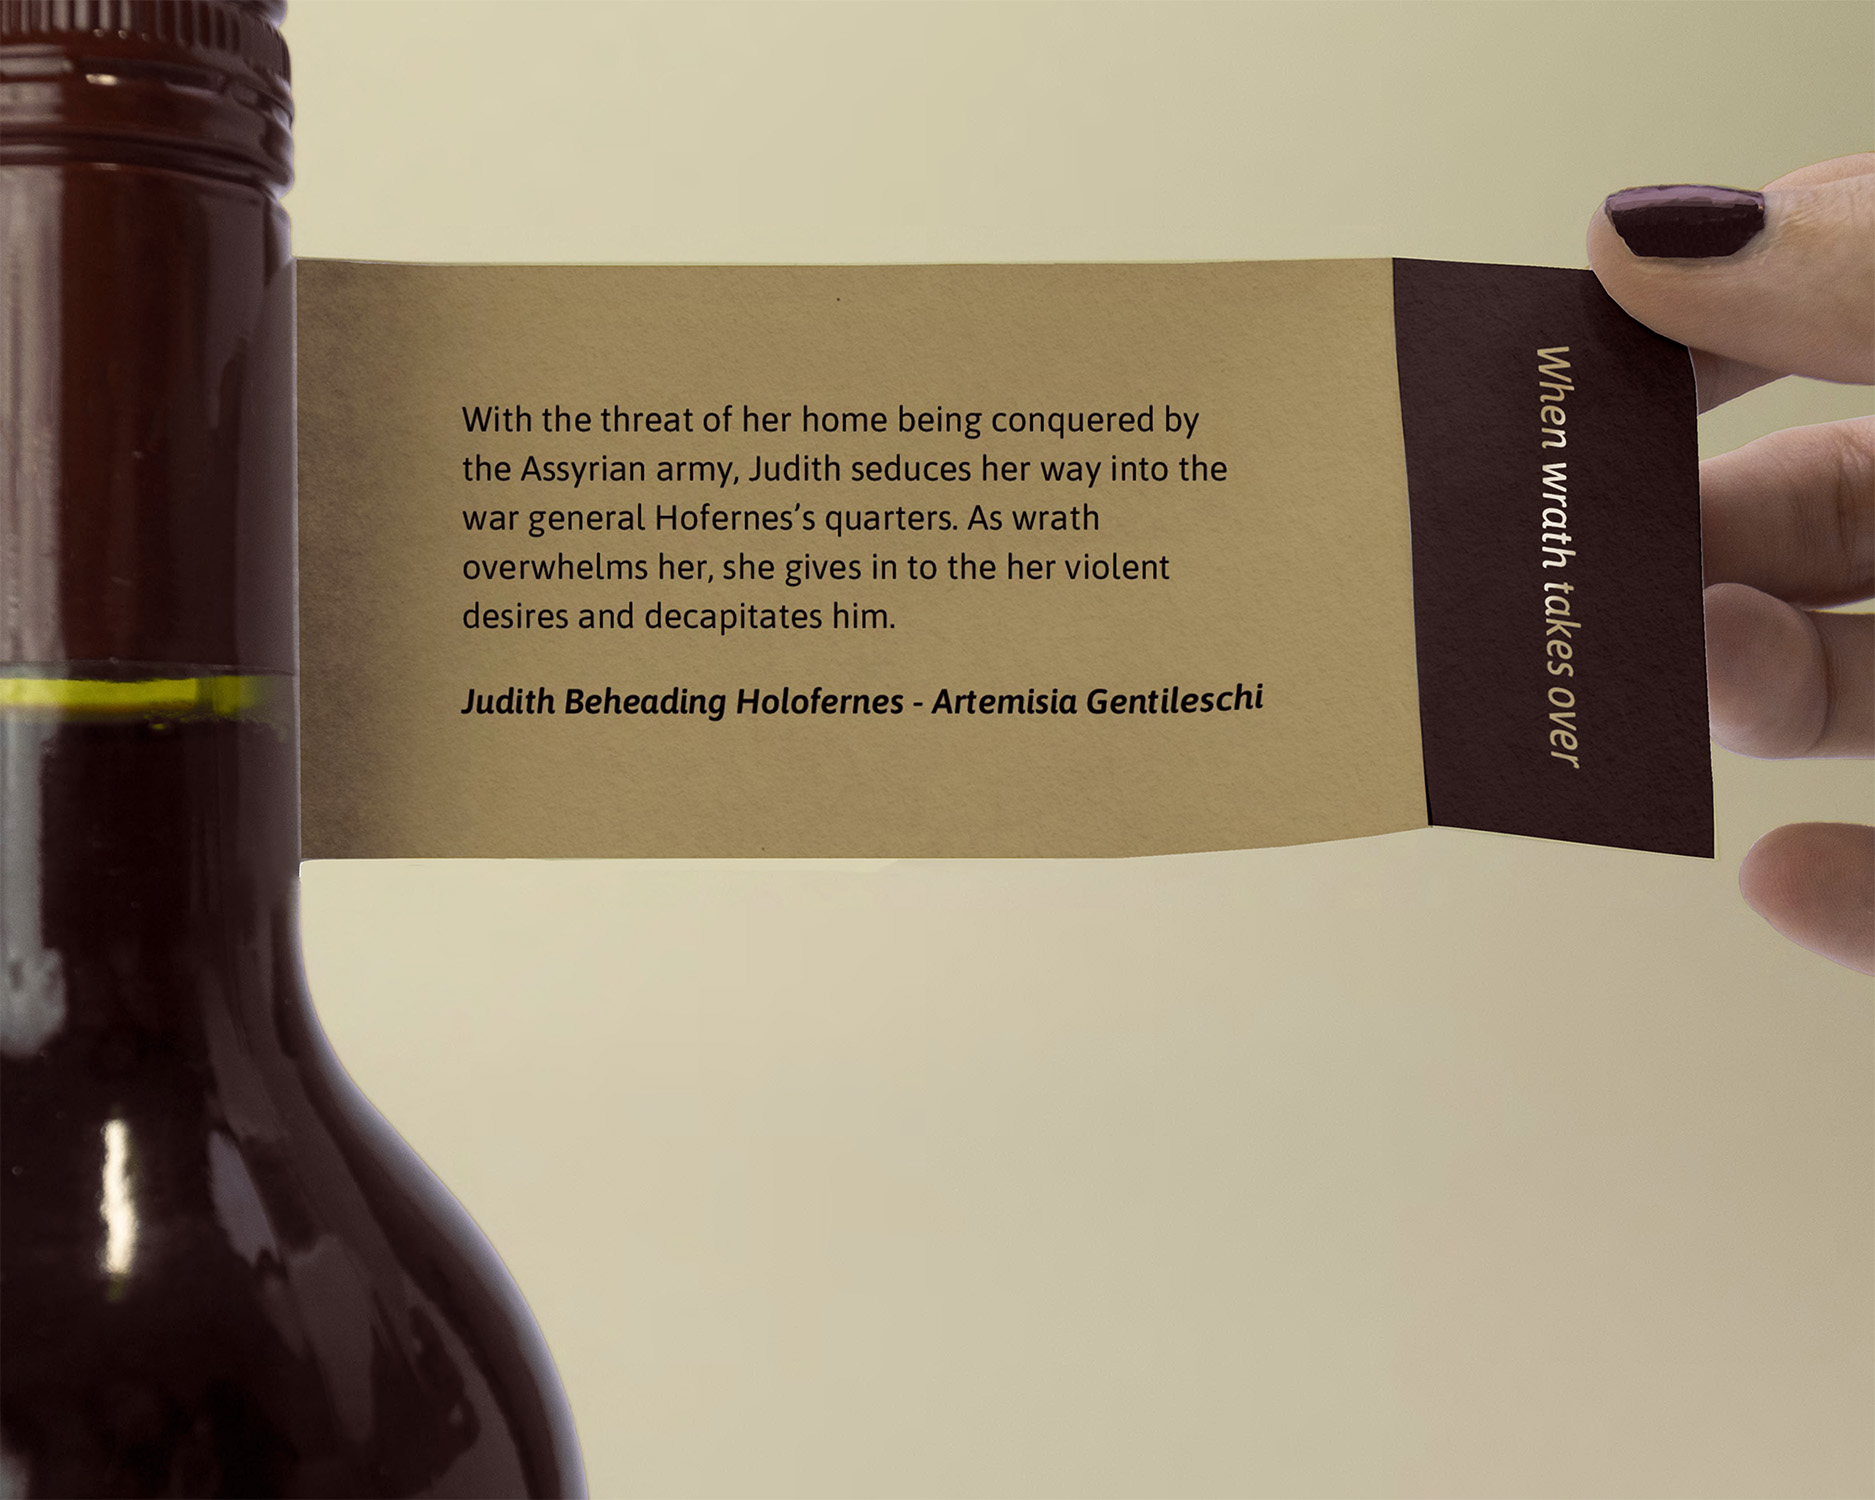 With the threat of her home being conquered by
the Assyrian army, Judith seduces her way into the
war general Hofernes’s quarters. As wrath
overwhelms her, she gives in to the her violent
desires and decapitates him.
Judith Beheading Holofernes - Artemisia Gentileschi
When wrath takes over